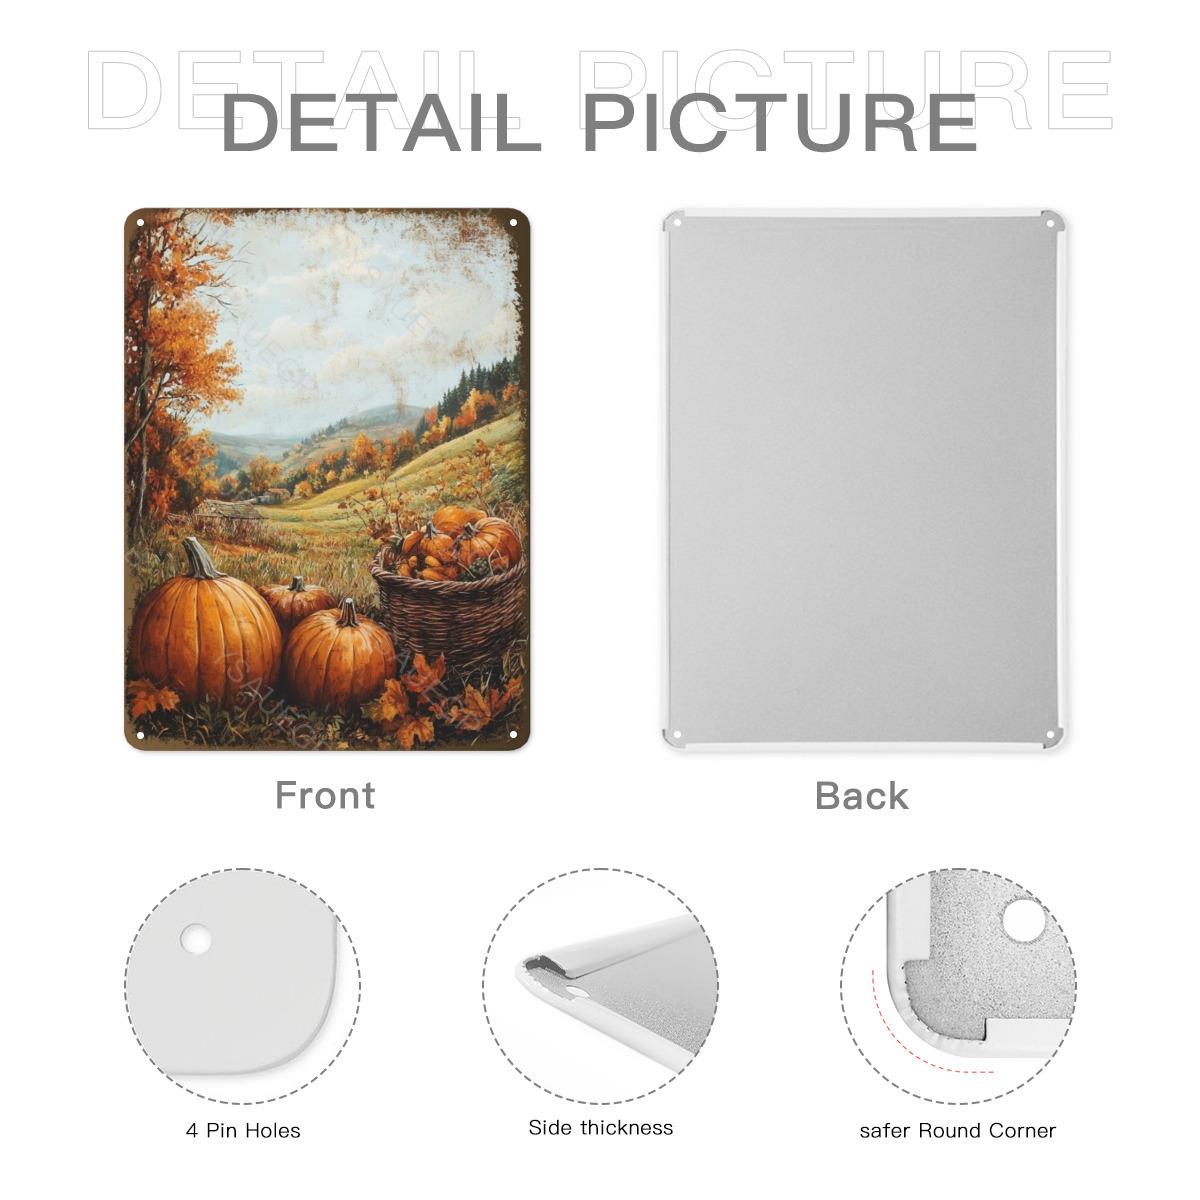 DETAIL PICTURE
DETAIL PICTURE
Front
Back
4 Pin Holes
Side thickness
safer Round Corner